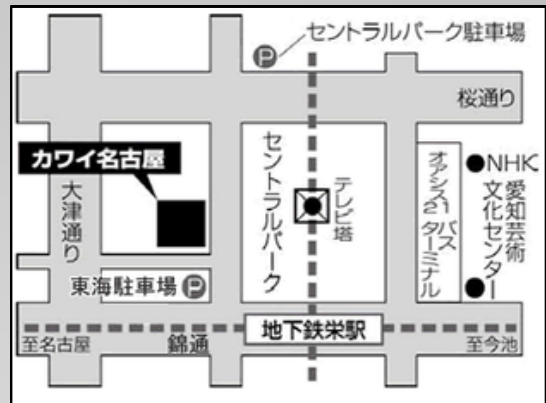 セントラルパーク駐車場
P
桜通り
カワイ名古屋
大津通り
セントラルパーク
テレビ塔
オアシス21
バス
ターミナル
NHK
愛知芸術
文化センター
東海駐車場 P
地下鉄栄駅
至名古屋
錦通
至今池